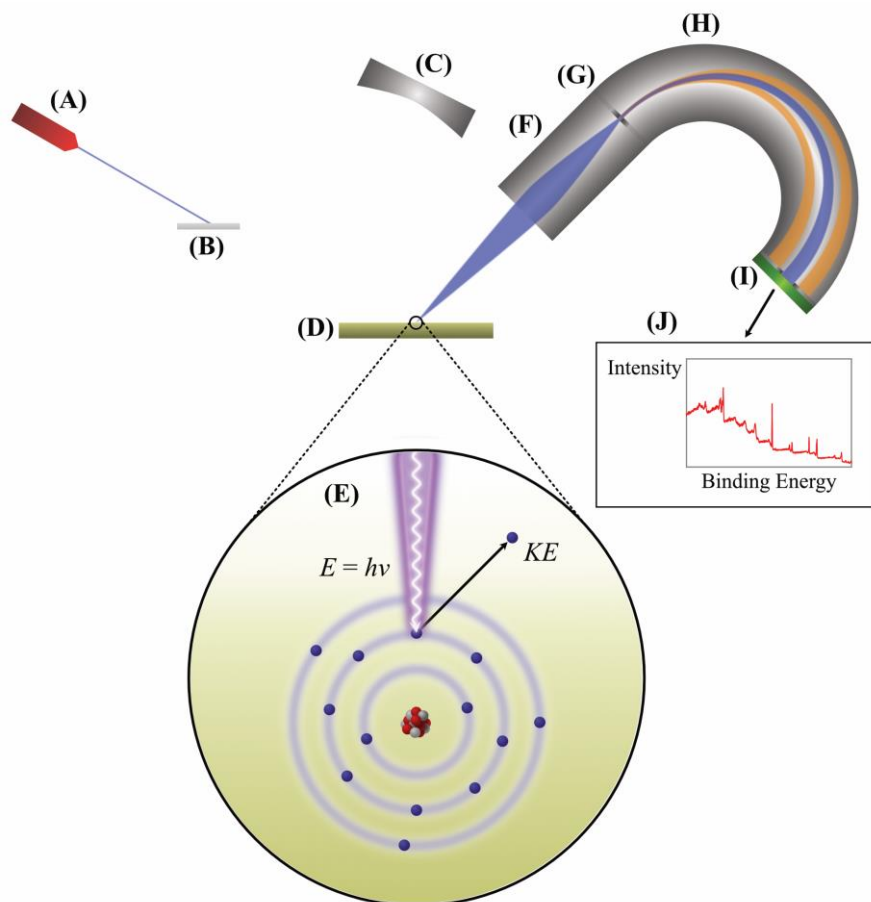 (A)
(B)
(C)
(D)
(E)
(F)
(G)
(H)
(I)
(J)
Intensity
Binding Energy
E = hν
KE